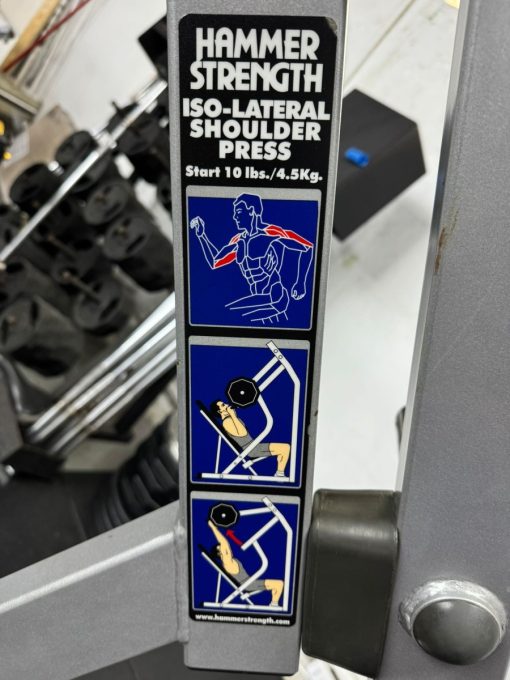 HAMMER
STRENGTH
ISO-LATERAL
SHOULDER
PRESS
Start 10 lbs./4.5Kg.
www.hammerstrength.com